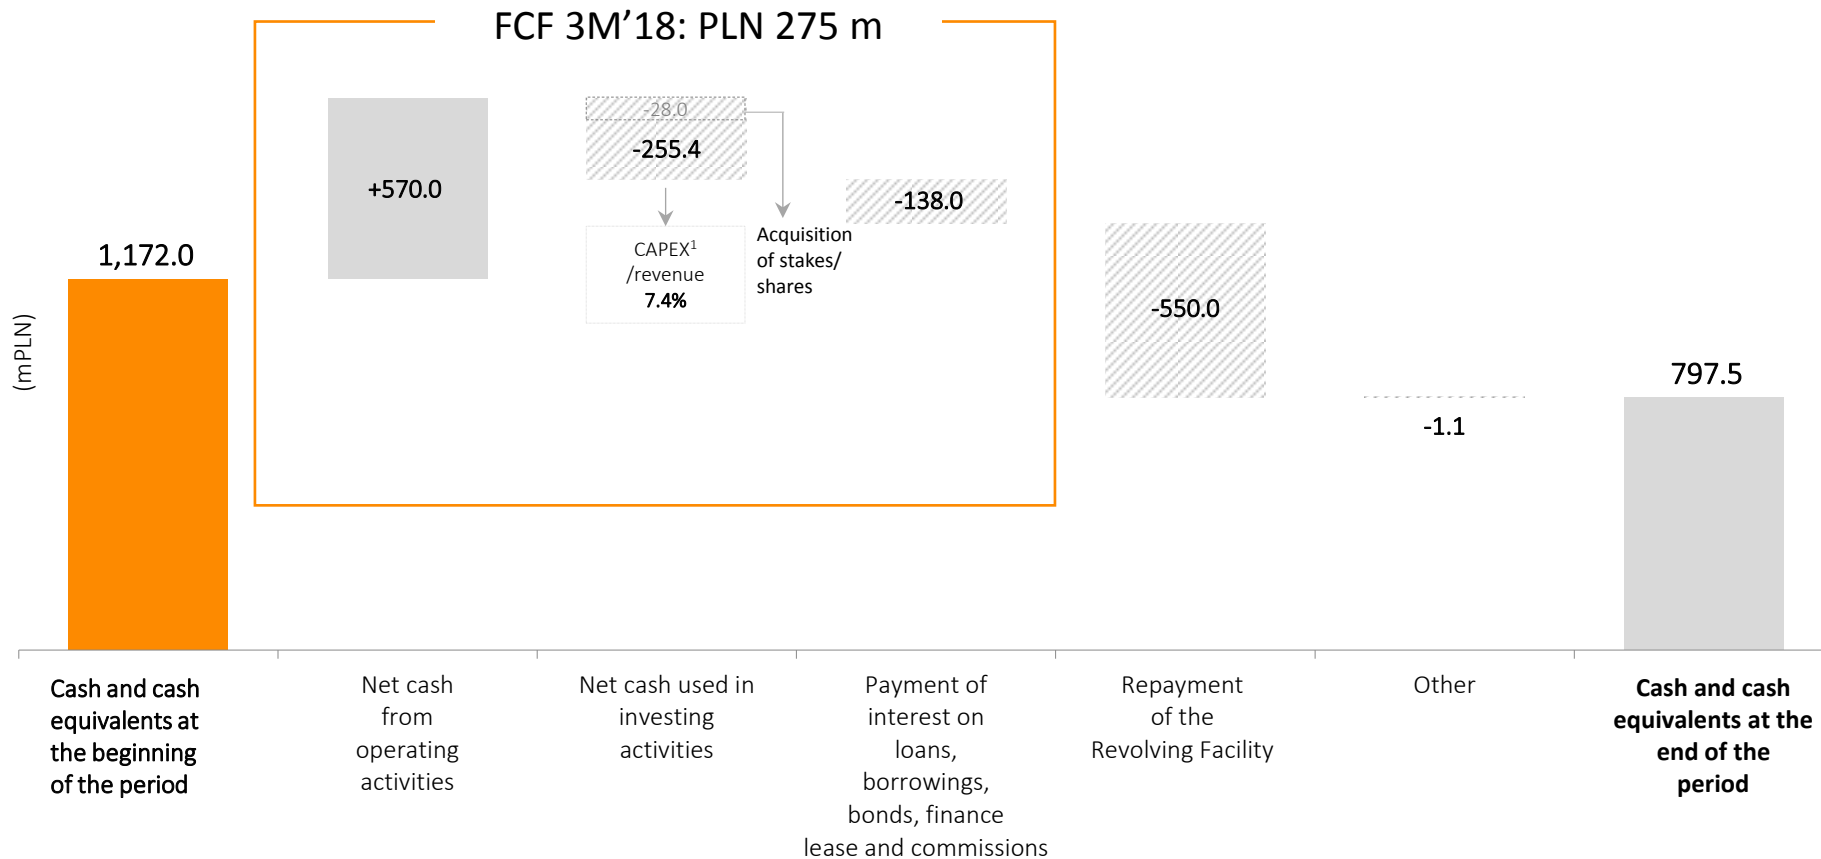 FCF 3M’18: PLN 275 m
(mPLN)
1,172.0
+570.0
-28.0
-255.4
CAPEX1
/revenue
7.4%
Acquisition
of stakes/
shares
-138.0
-550.0
-1.1
797.5
Cash and cash
equivalents at
the beginning
of the period
Net cash
from
operating
activities
Net cash used in
investing
activities
Payment of
interest on
loans,
borrowings,
bonds, finance
lease and commissions
Repayment
of the
Revolving Facility
Other
Cash and cash
equivalents at the
end of the
period